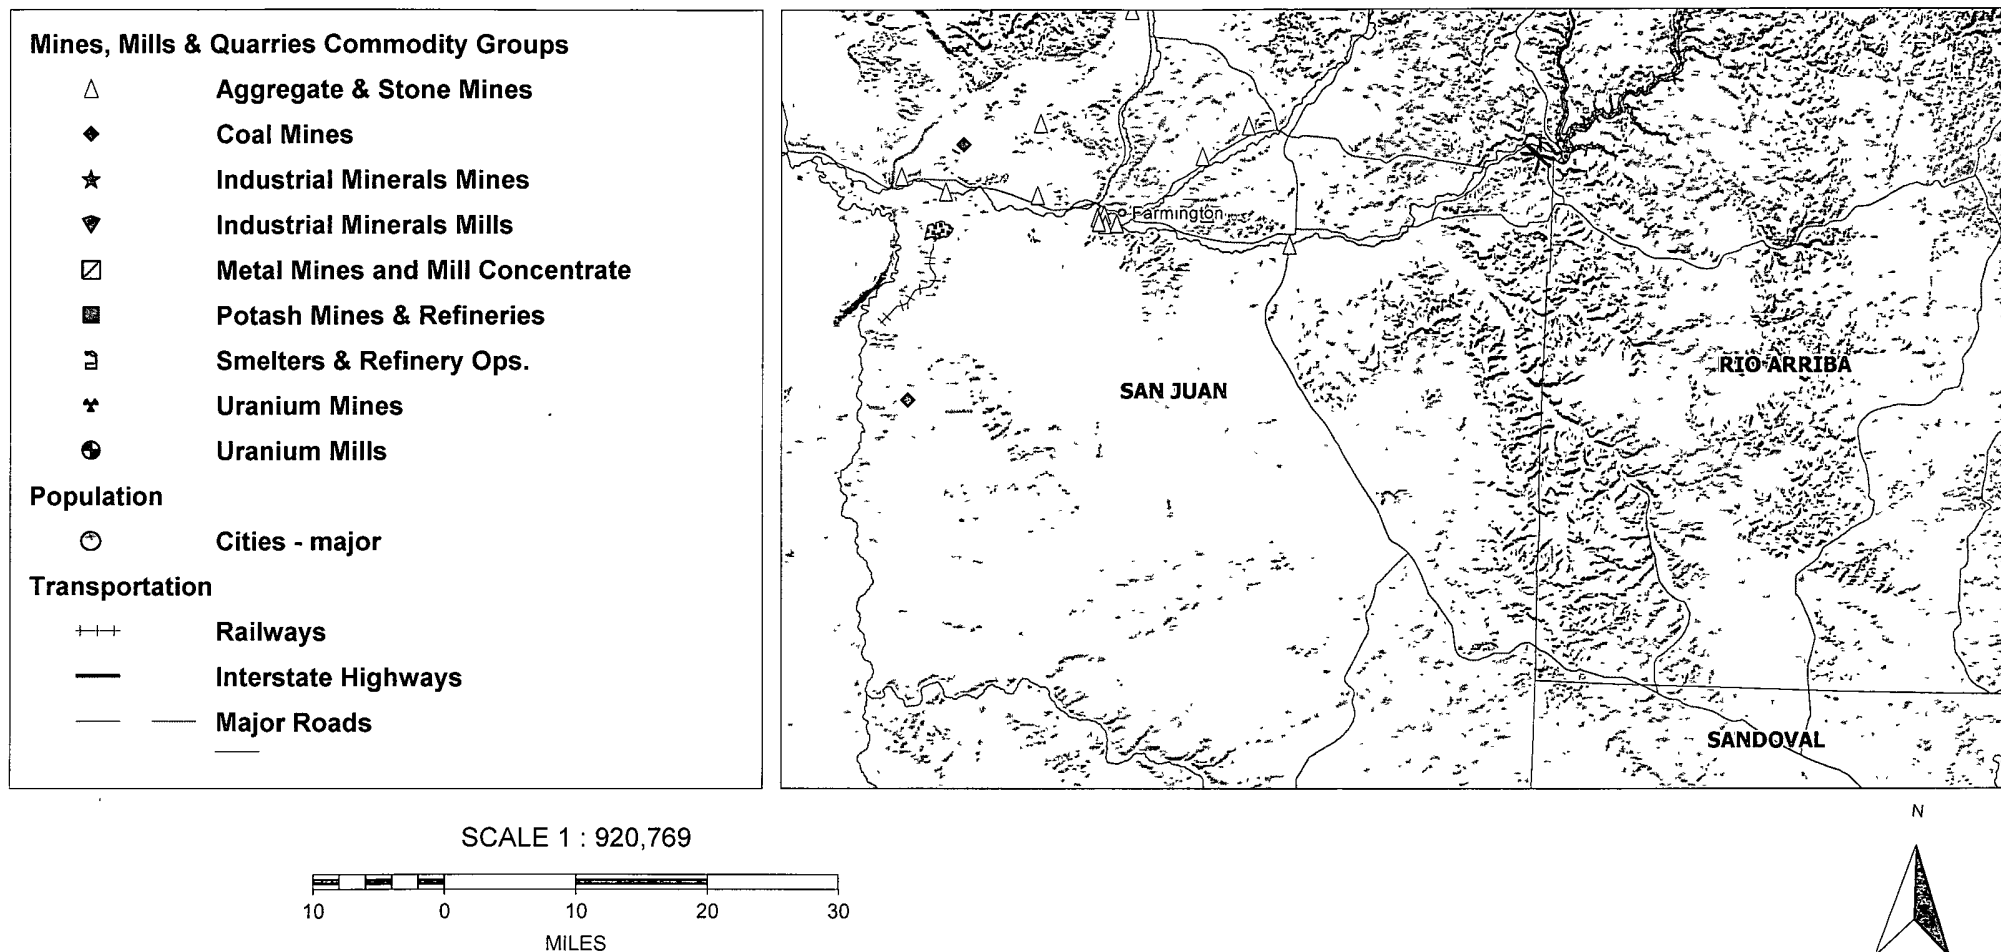 Mines, Mills & Quarries Commodity Groups
Aggregate & Stone Mines
Coal Mines
Industrial Minerals Mines
Industrial Minerals Mills
Metal Mines and Mill Concentrate
Potash Mines & Refineries
Smelters & Refinery Ops.
Uranium Mines
Uranium Mills
Population
Cities - major
Transportation
Railways
Interstate Highways
Major Roads
Farmington
RIO ARRIBA
SAN JUAN
SANDOVAL
SCALE 1 : 920,769
10 0 10 20 30
MILES
N